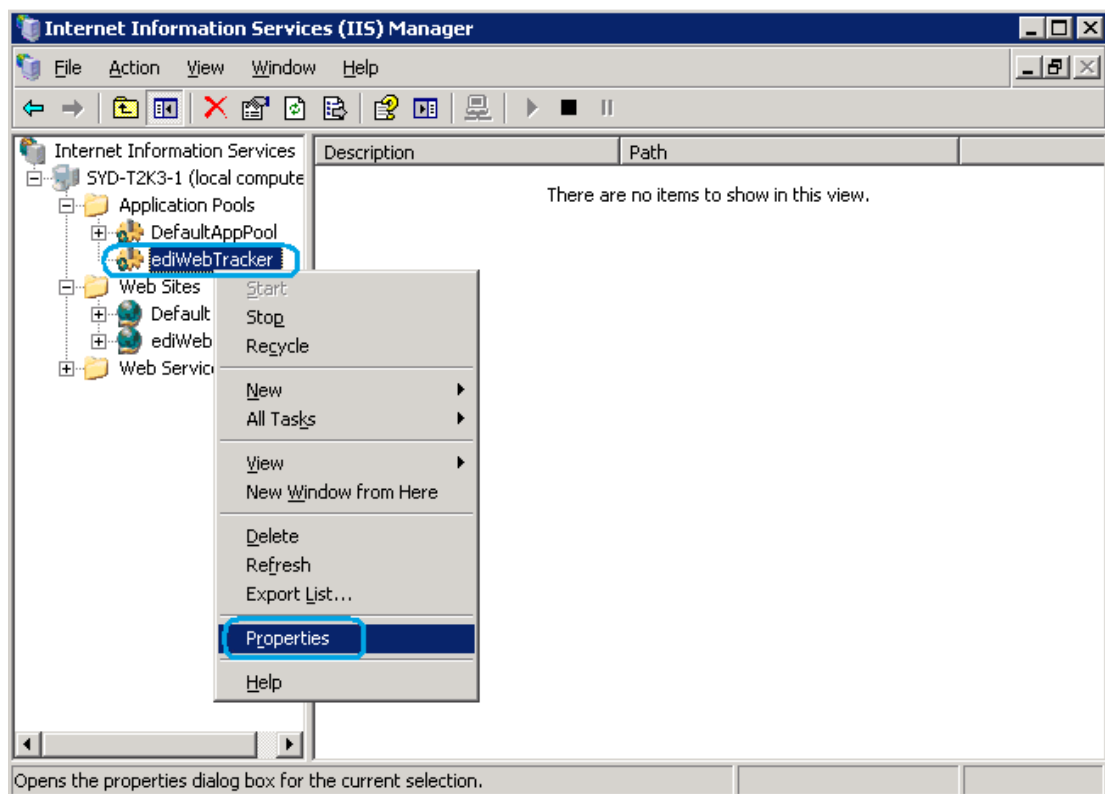 Internet Information Services (IIS) Manager
File Action View Window Help
Internet Information Services
Description Path
SYD-T2K3-1 (local compute
There are no items to show in this view.
Application Pools
DefaultAppPool
ediWebTracker
Web Sites
Default
ediWeb
Web Servic
Start
Stop
Recycle
New
All Tasks
View
New Window from Here
Delete
Refresh
Export List...
Properties
Help
Opens the properties dialog box for the current selection.